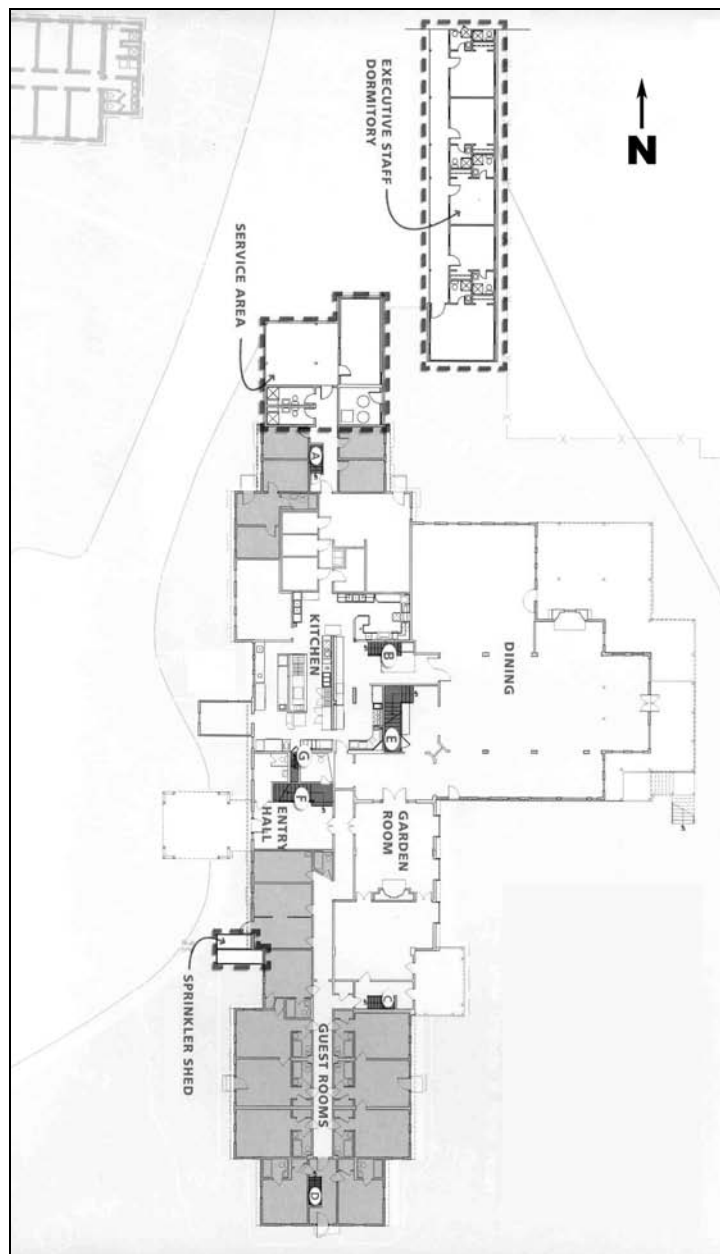 EXECUTIVE STAFF
DORMITORY
N
SERVICE AREA
A
KITCHEN
B
DINING
E
G
F
ENTRY
HALL
GARDEN
ROOM
SPRINKLER SHED
C
GUEST ROOMS
D